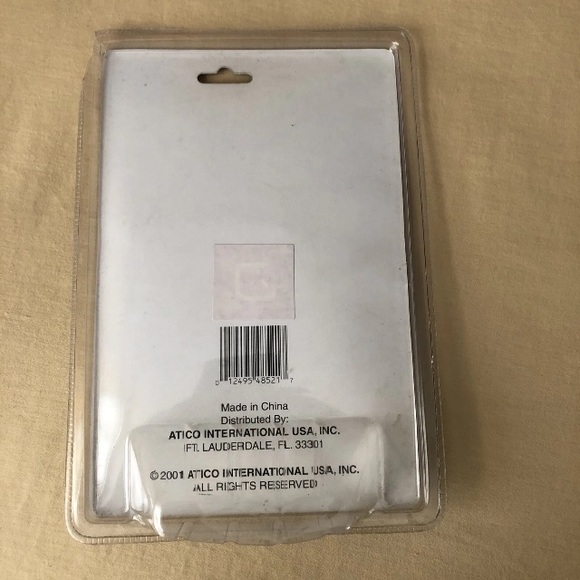 0 12495 48521 7
Made in China
Distributed By:
ATICO INTERNATIONAL USA, INC.
FT. LAUDERDALE, FL. 33301
© 2001 ATICO INTERNATIONAL USA, INC.
ALL RIGHTS RESERVED